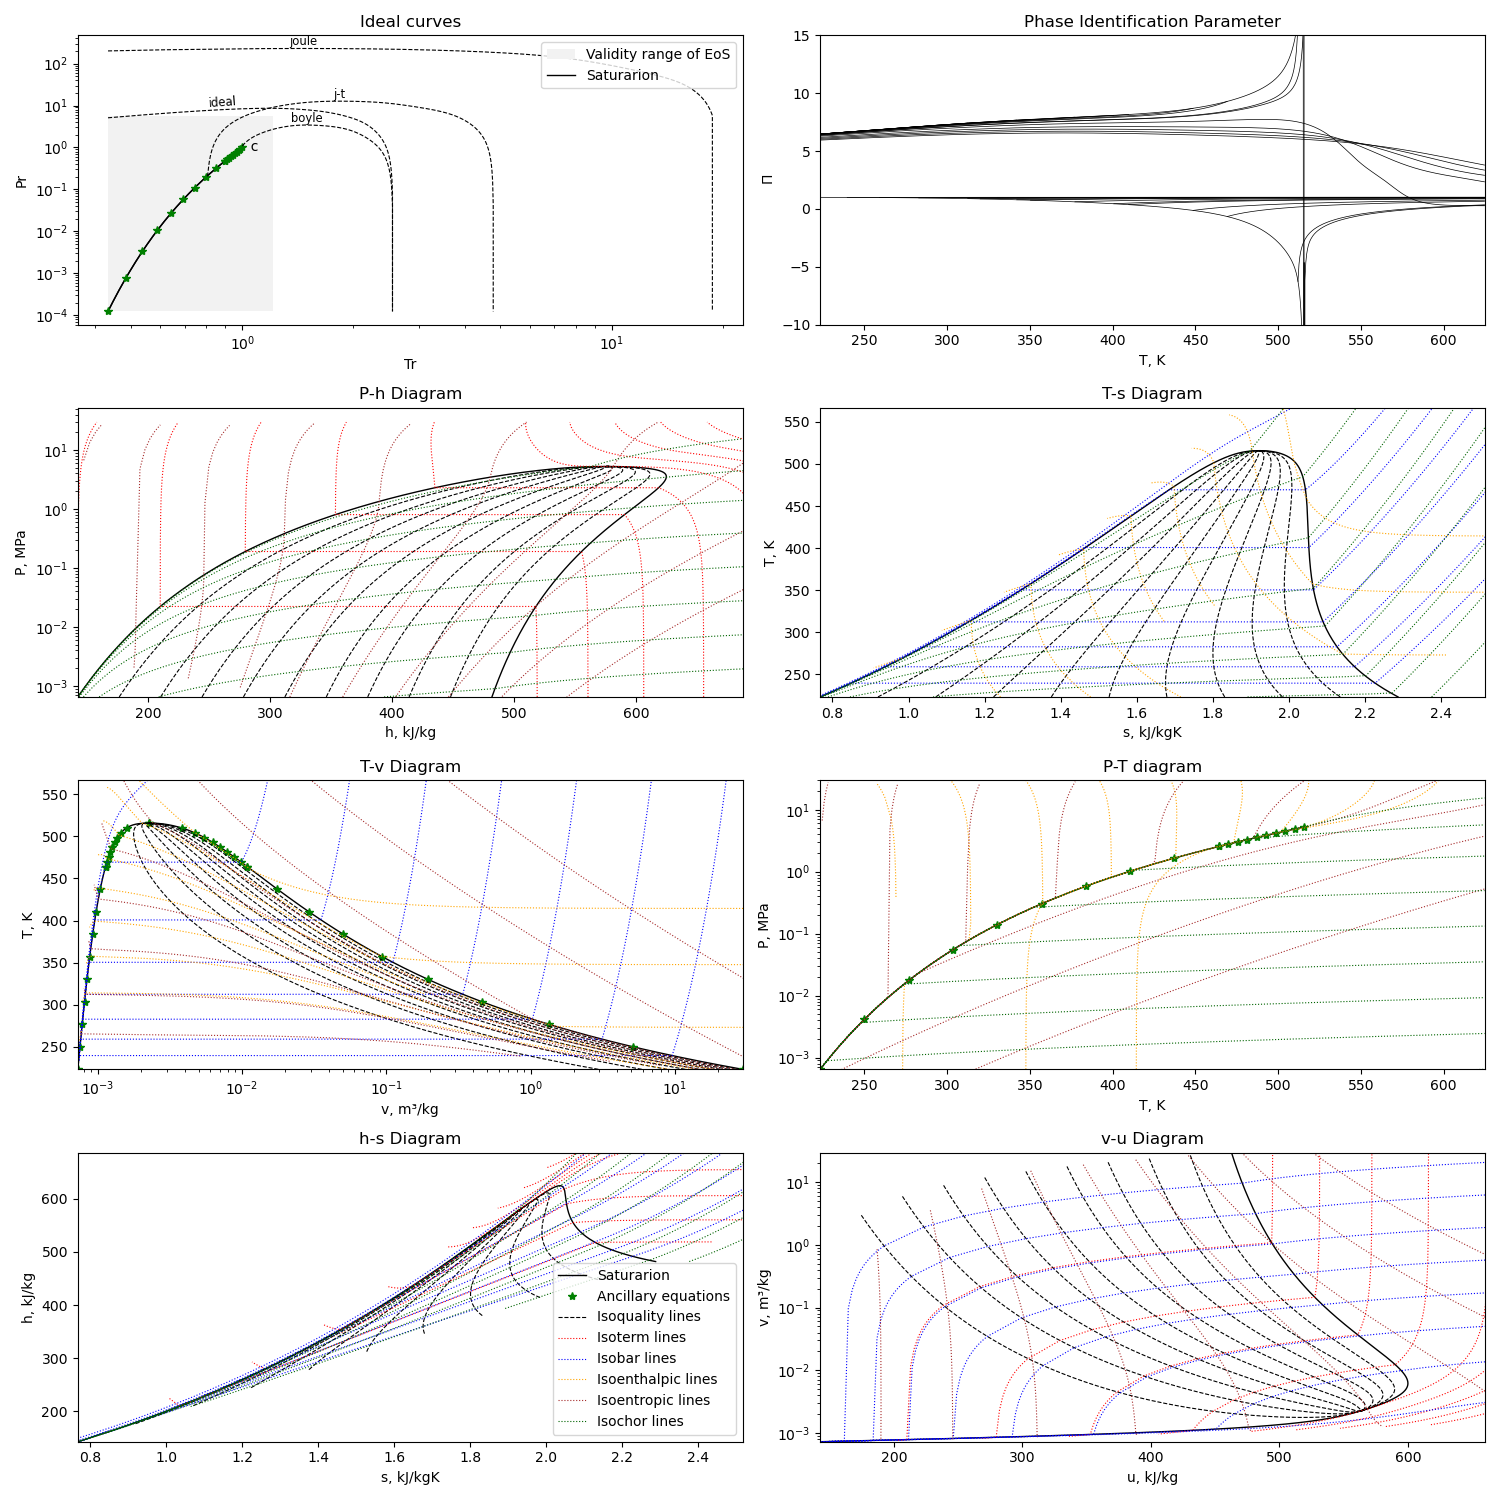 Ideal curves
Pr
10²
10¹
10⁰
10⁻¹
10⁻²
10⁻³
10⁻⁴
joule
ideal
j-t
boyle
c
Validity range of EoS
Saturarion
10⁰ 10¹
Tr
Phase Identification Parameter
Π
15
10
5
0
−5
−10
250 300 350 400 450 500 550 600
T, K
P-h Diagram
P, MPa
10¹
10⁰
10⁻¹
10⁻²
10⁻³
200 300 400 500 600
h, kJ/kg
T-s Diagram
T, K
550
500
450
400
350
300
250
0.8 1.0 1.2 1.4 1.6 1.8 2.0 2.2 2.4
s, kJ/kgK
T-v Diagram
T, K
550
500
450
400
350
300
250
10⁻³ 10⁻² 10⁻¹ 10⁰ 10¹
v, m³/kg
P-T diagram
P, MPa
10¹
10⁰
10⁻¹
10⁻²
10⁻³
250 300 350 400 450 500 550 600
T, K
h-s Diagram
h, kJ/kg
600
500
400
300
200
Saturarion
Ancillary equations
Isoquality lines
Isoterm lines
Isobar lines
Isoenthalpic lines
Isoentropic lines
Isochor lines
0.8 1.0 1.2 1.4 1.6 1.8 2.0 2.2 2.4
s, kJ/kgK
v-u Diagram
v, m³/kg
10¹
10⁰
10⁻¹
10⁻²
10⁻³
200 300 400 500 600
u, kJ/kg